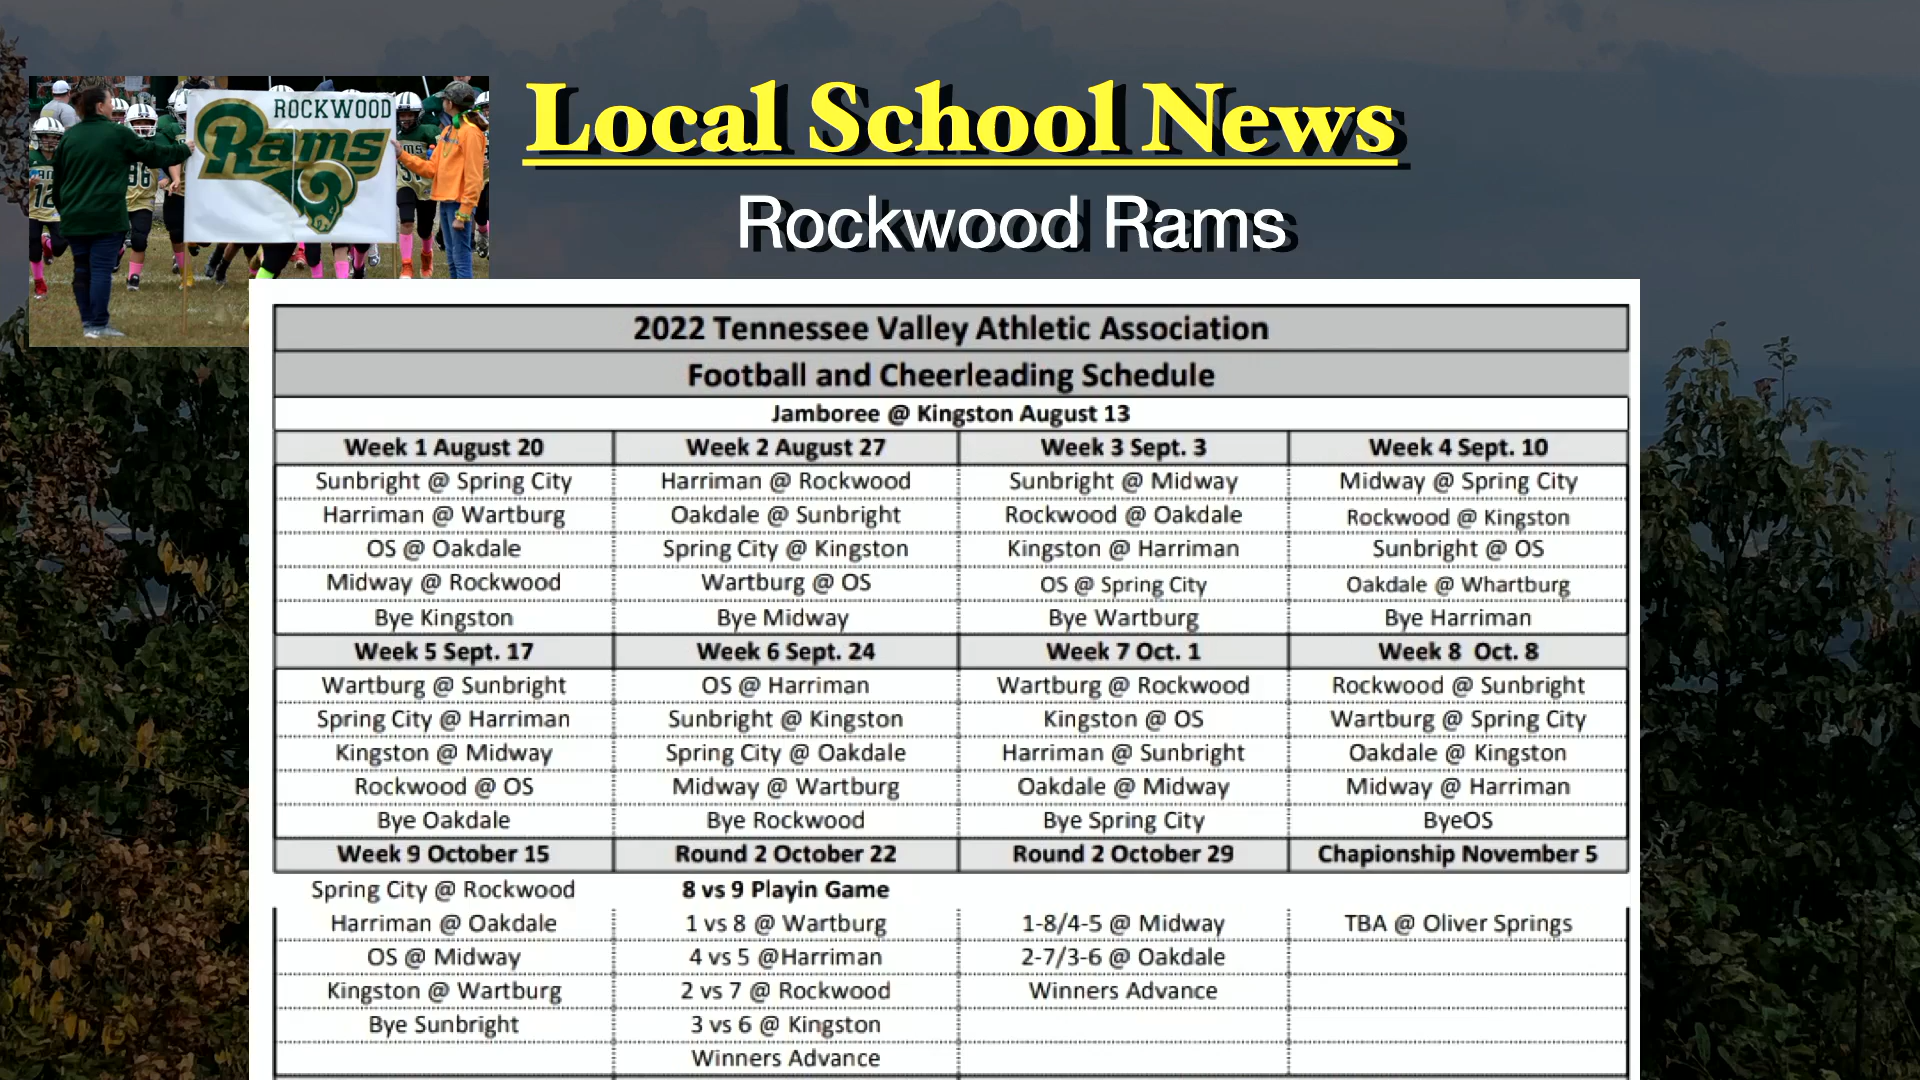 ROCKWOOD
Rams
12
36
Local School News
Rockwood Rams
2022 Tennessee Valley Athletic Association
Football and Cheerleading Schedule
Jamboree @ Kingston August 13
Week 1 August 20 Week 2 August 27 Week 3 Sept. 3 Week 4 Sept. 10
Sunbright @ Spring City Harriman @ Rockwood Sunbright @ Midway Midway @ Spring City
Harriman @ Wartburg Oakdale @ Sunbright Rockwood @ Oakdale Rockwood @ Kingston
OS @ Oakdale Spring City @ Kingston Kingston @ Harriman Sunbright @ OS
Midway @ Rockwood Wartburg @ OS OS @ Spring City Oakdale @ Whartburg
Bye Kingston Bye Midway Bye Wartburg Bye Harriman
Week 5 Sept. 17 Week 6 Sept. 24 Week 7 Oct. 1 Week 8 Oct. 8
Wartburg @ Sunbright OS @ Harriman Wartburg @ Rockwood Rockwood @ Sunbright
Spring City @ Harriman Sunbright @ Kingston Kingston @ OS Wartburg @ Spring City
Kingston @ Midway Spring City @ Oakdale Harriman @ Sunbright Oakdale @ Kingston
Rockwood @ OS Midway @ Wartburg Oakdale @ Midway Midway @ Harriman
Bye Oakdale Bye Rockwood Bye Spring City ByeOS
Week 9 October 15 Round 2 October 22 Round 2 October 29 Chapionship November 5
Spring City @ Rockwood 8 vs 9 Playin Game
Harriman @ Oakdale 1 vs 8 @ Wartburg 1-8/4-5 @ Midway TBA @ Oliver Springs
OS @ Midway 4 vs 5 @Harriman 2-7/3-6 @ Oakdale
Kingston @ Wartburg 2 vs 7 @ Rockwood Winners Advance
Bye Sunbright 3 vs 6 @ Kingston
Winners Advance